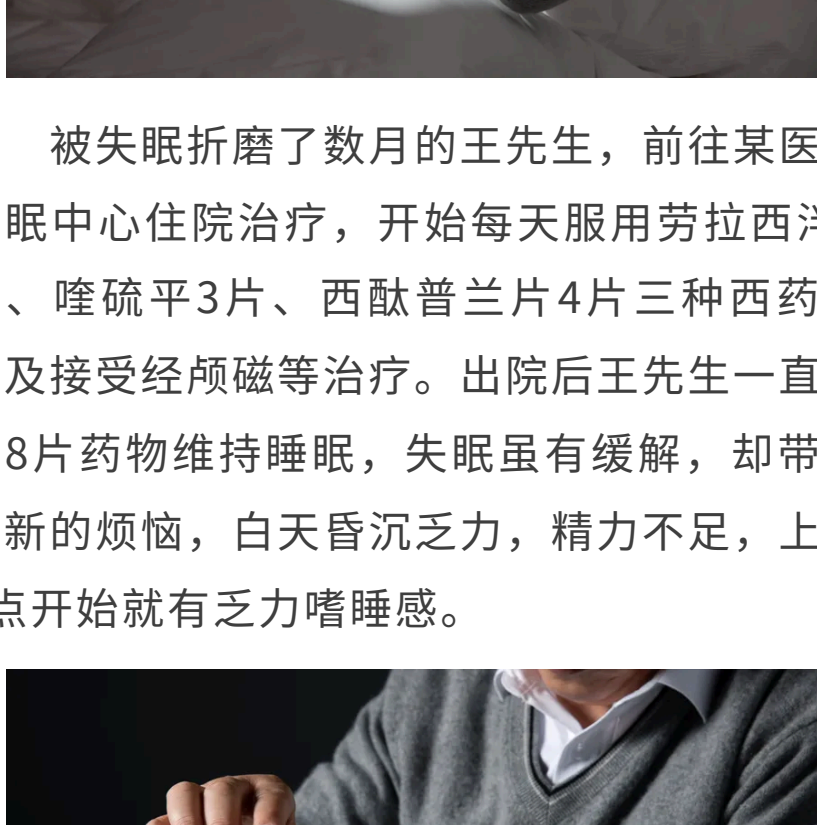 被失眠折磨了数月的王先生，前往某医
眠中心住院治疗，开始每天服用劳拉西
、喹硫平3片、西酞普兰片4片三种西药
及接受经颅磁等治疗。出院后王先生一直
8片药物维持睡眠，失眠虽有缓解，却带
新的烦恼，白天昏沉乏力，精力不足，上
点开始就有乏力嗜睡感。